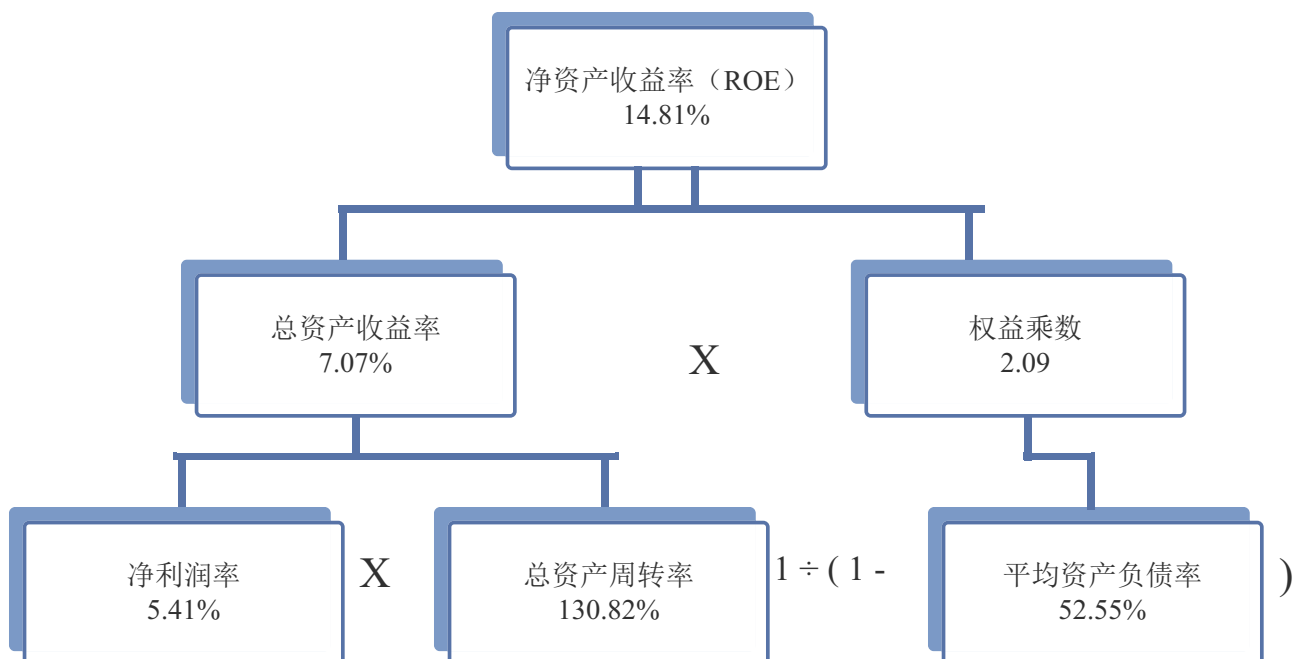 净资产收益率（ROE）
14.81%
总资产收益率
7.07%
X
权益乘数
2.09
净利润率
5.41%
X
总资产周转率
130.82%
1 ÷ ( 1 -
平均资产负债率
52.55%
)